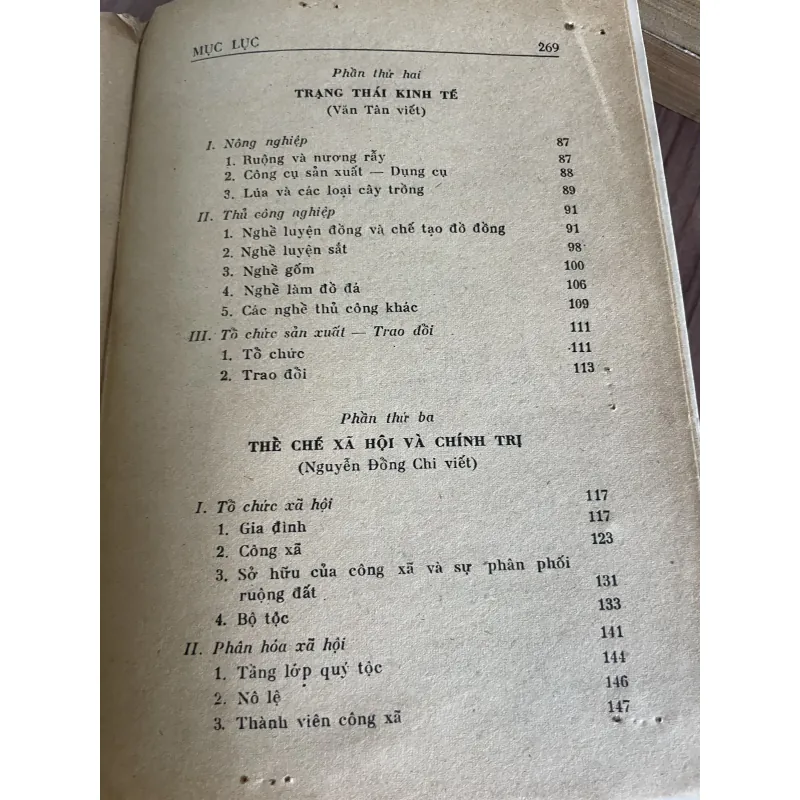 MỤC LỤC 269
Phần thứ hai
TRẠNG THÁI KINH TẾ
(Văn Tân viết)
I. Nông nghiệp 87
1. Ruộng và nương rẫy 87
2. Công cụ sản xuất — Dụng cụ 88
3. Lúa và các loại cây trồng 89
II. Thủ công nghiệp 91
1. Nghề luyện đồng và chế tạo đồ đồng 91
2. Nghề luyện sắt 98
3. Nghề gốm 100
4. Nghề làm đồ đá 106
5. Các nghề thủ công khác 109
III. Tổ chức sản xuất — Trao đổi 111
1. Tổ chức 111
2. Trao đổi 113
Phần thứ ba
THỂ CHẾ XÃ HỘI VÀ CHÍNH TRỊ
(Nguyễn Đồng Chi viết)
I. Tổ chức xã hội 117
1. Gia đình 117
2. Công xã 123
3. Sở hữu của công xã và sự phân phối
ruộng đất 131
4. Bộ tộc 133
II. Phân hóa xã hội 141
1. Tầng lớp quý tộc 144
2. Nô lệ 146
3. Thành viên công xã 147